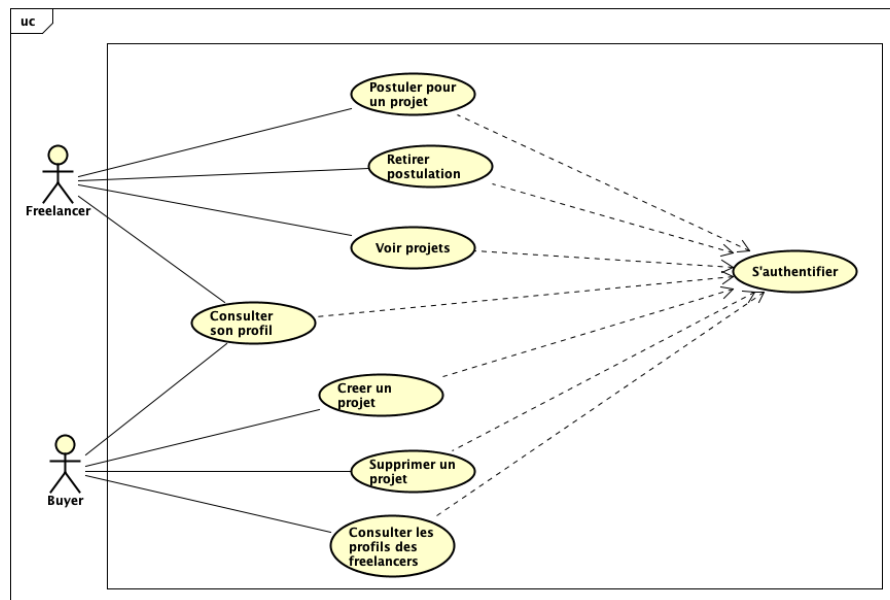 uc
Postuler pour
un projet
Retirer
postulation
Freelancer
Voir projets
S'authentifier
Consulter
son profil
Creer un
projet
Supprimer un
projet
Buyer
Consulter les
profils des
freelancers